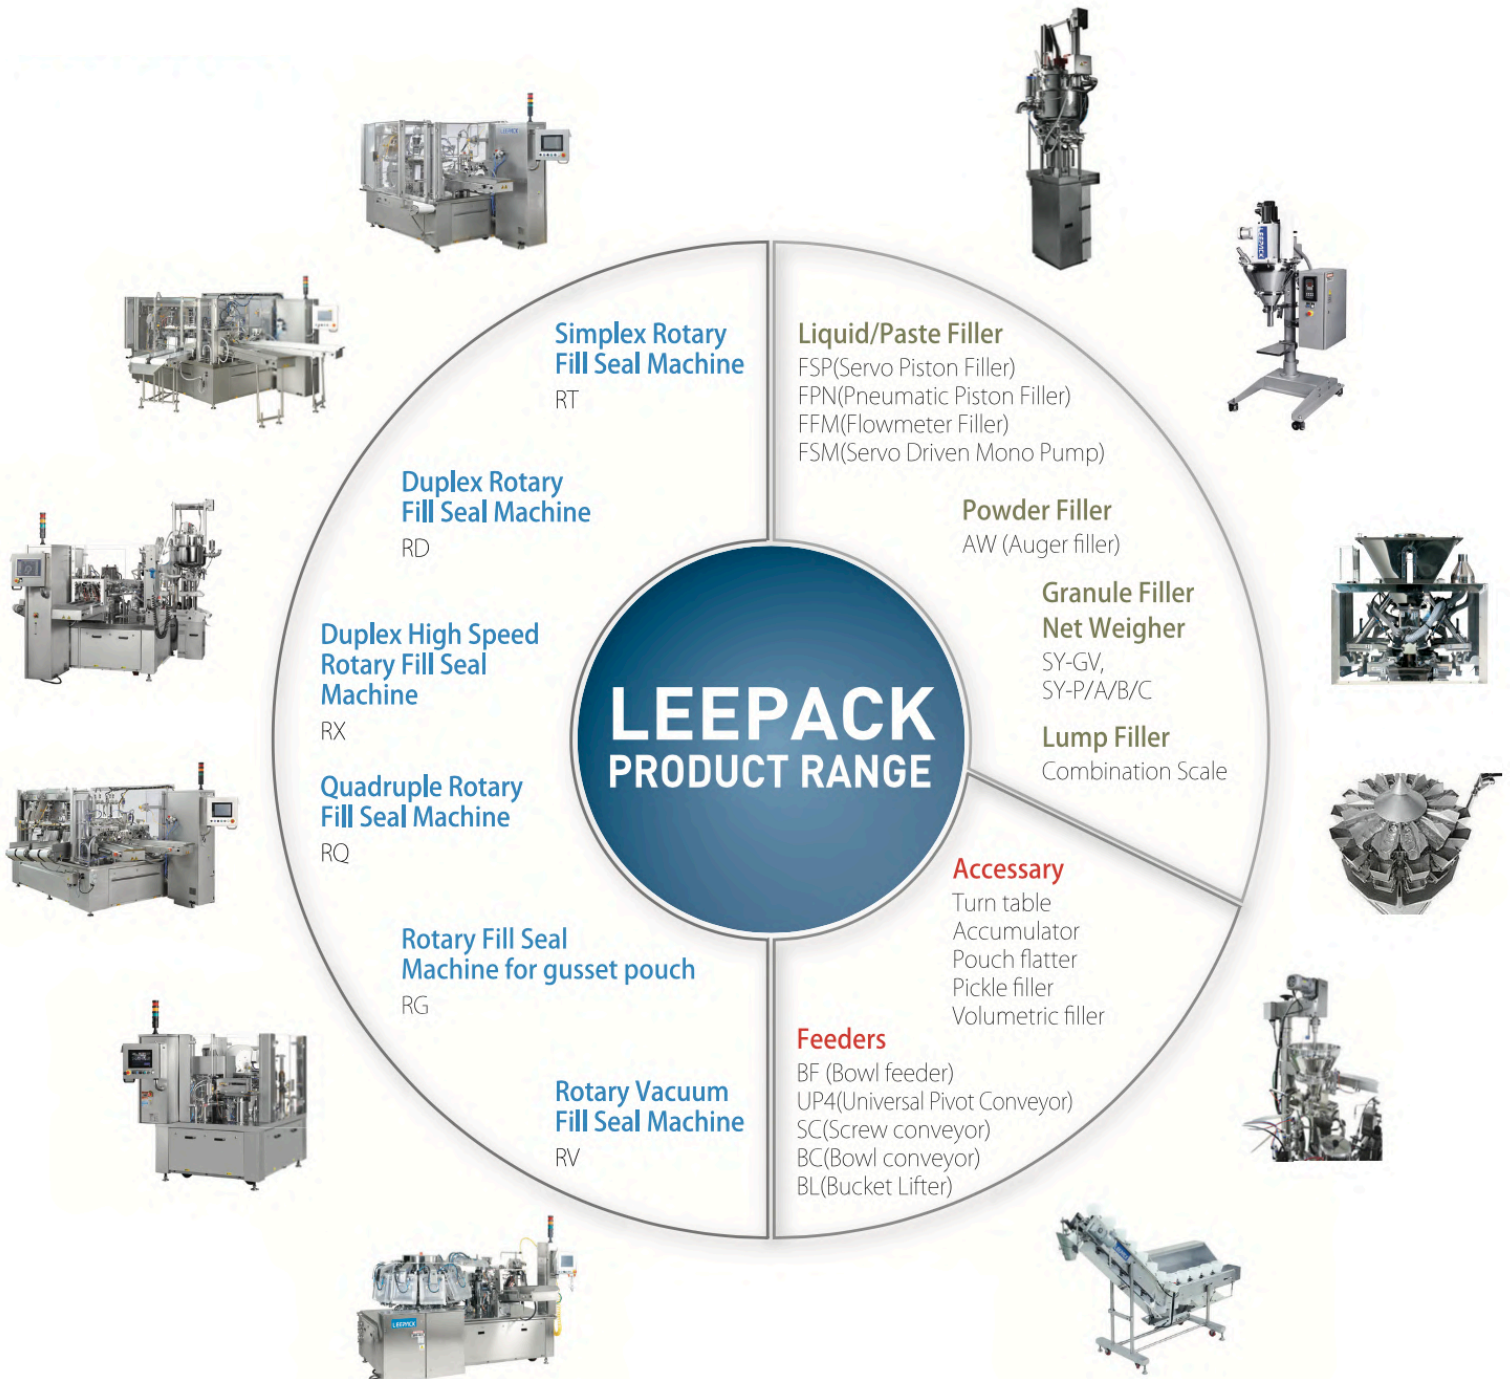 Simplex Rotary
Fill Seal Machine
RT
Duplex Rotary
Fill Seal Machine
RD
Duplex High Speed
Rotary Fill Seal
Machine
RX
Quadruple Rotary
Fill Seal Machine
RQ
Rotary Fill Seal
Machine for gusset pouch
RG
Rotary Vacuum
Fill Seal Machine
RV
LEEPACK
PRODUCT RANGE
Liquid/Paste Filler
FSP(Servo Piston Filler)
FPN(Pneumatic Piston Filler)
FFM(Flowmeter Filler)
FSM(Servo Driven Mono Pump)
Powder Filler
AW (Auger filler)
Granule Filler
Net Weigher
SY-GV,
SY-P/A/B/C
Lump Filler
Combination Scale
Accessary
Turn table
Accumulator
Pouch flatter
Pickle filler
Volumetric filler
Feeders
BF (Bowl feeder)
UP4(Universal Pivot Conveyor)
SC(Screw conveyor)
BC(Bowl conveyor)
BL(Bucket Lifter)
LEEPACK
LEEPACK